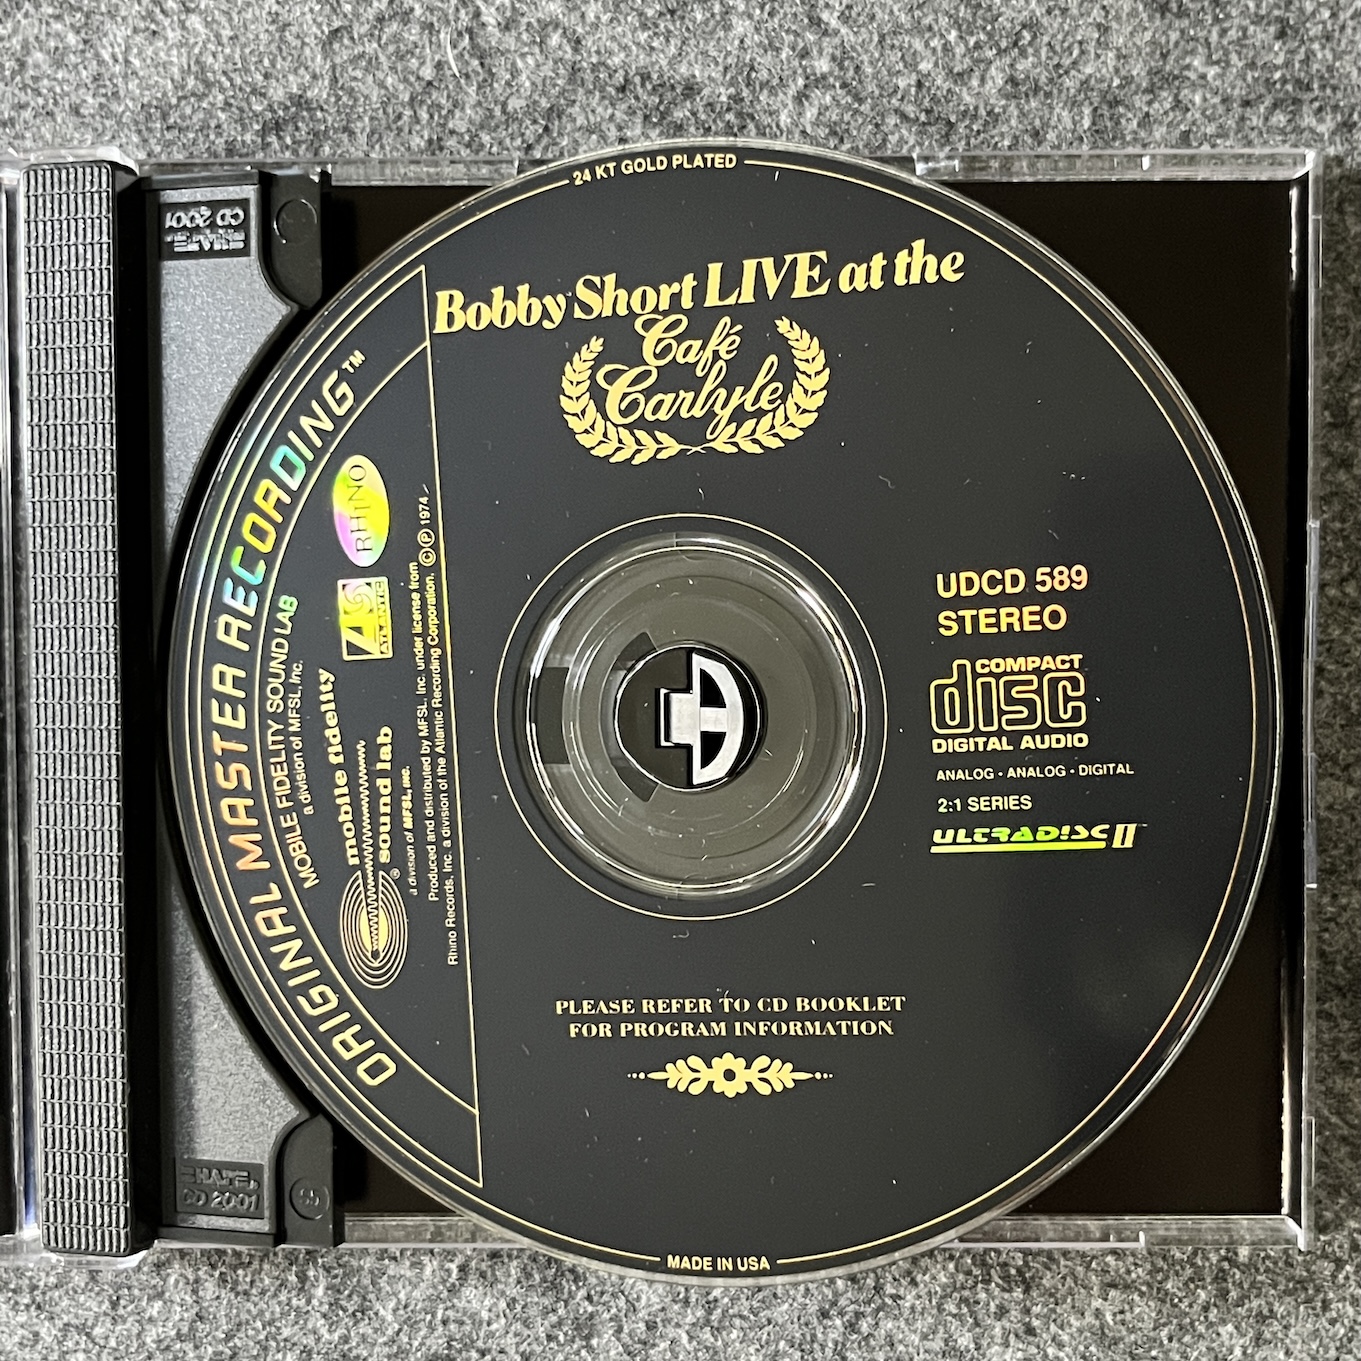 24 KT GOLD PLATED
Bobby Short LIVE at the
Café
Carlyle
ORIGINAL MASTER RECORDING™
MOBILE FIDELITY SOUND LAB
a division of MFSL, Inc.
mobile fidelity
sound lab
®
a division of MFSL, Inc.
ATLANTIC
RHINO
Produced and distributed by MFSL, Inc. under license from
Rhino Records, Inc. a division of the Atlantic Recording Corporation. ©℗ 1974
UDCD 589
STEREO
COMPACT
disc
DIGITAL AUDIO
ANALOG · ANALOG · DIGITAL
2:1 SERIES
ULTRADISC II
PLEASE REFER TO CD BOOKLET
FOR PROGRAM INFORMATION
MADE IN USA
CD 2001
CD 2001